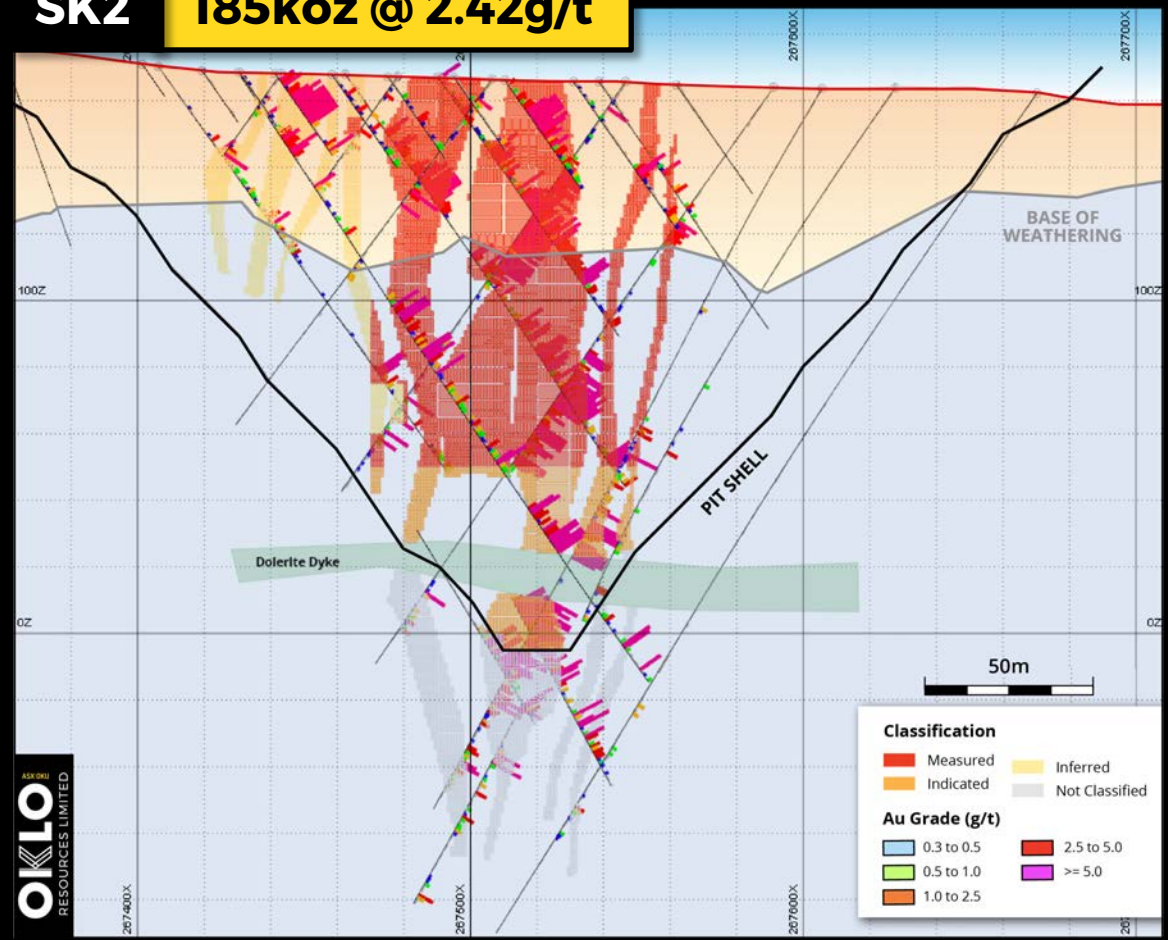 SK2
185koz @ 2.42g/t
267600X
267700X
BASE OF
WEATHERING
100Z
100Z
PIT SHELL
Dolerite Dyke
0Z
0Z
50m
Classification
Measured
Indicated
Inferred
Not Classified
Au Grade (g/t)
0.3 to 0.5
0.5 to 1.0
1.0 to 2.5
2.5 to 5.0
>= 5.0
ASX OKU
OKLO
RESOURCES LIMITED
267400X
267500X
267600X